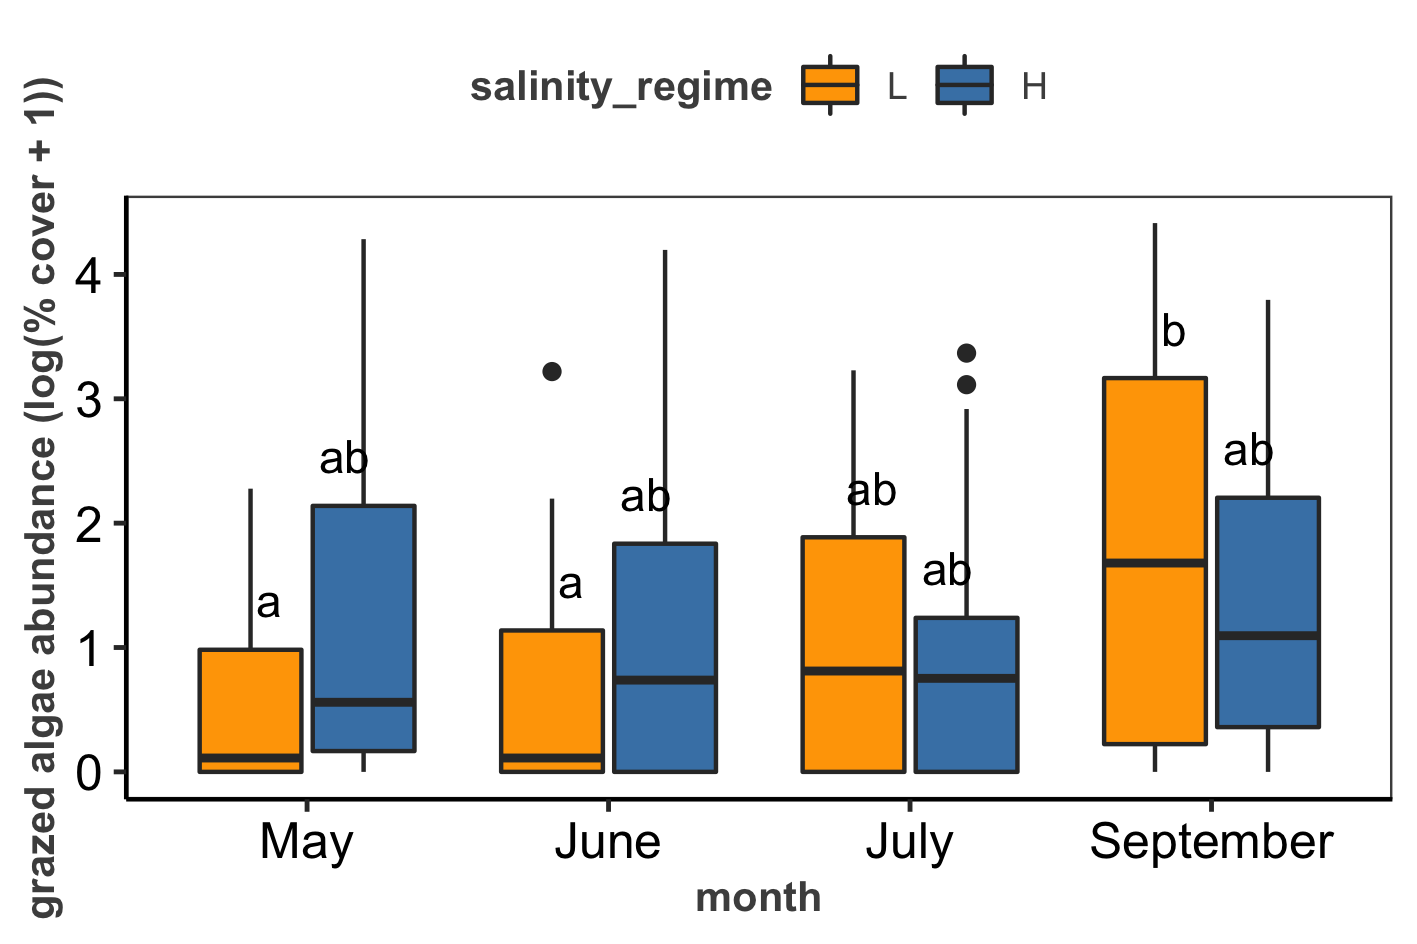 salinity_regime L H
grazed algae abundance (log(% cover + 1))
4
3
2
1
0
a
ab
a
ab
ab
ab
b
ab
May June July September
month